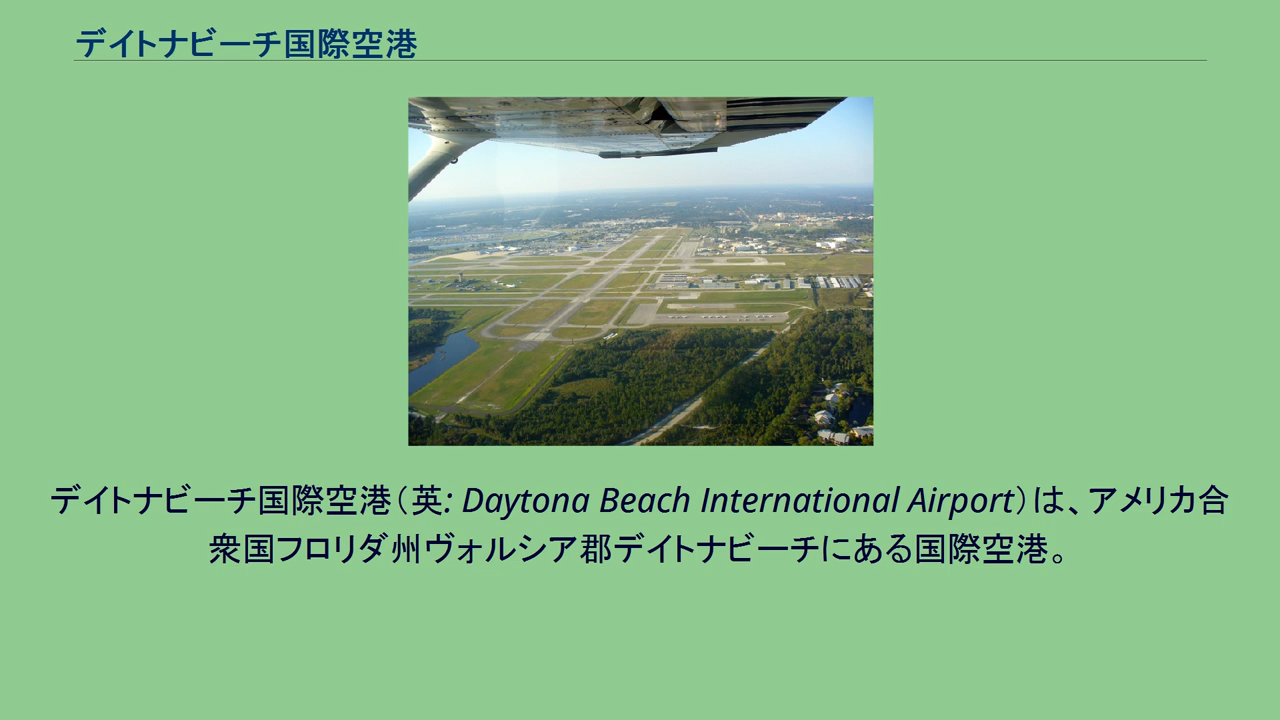 デイトナビーチ国際空港
デイトナビーチ国際空港（英: Daytona Beach International Airport）は、アメリカ合
衆国フロリダ州ヴォルシア郡デイトナビーチにある国際空港。